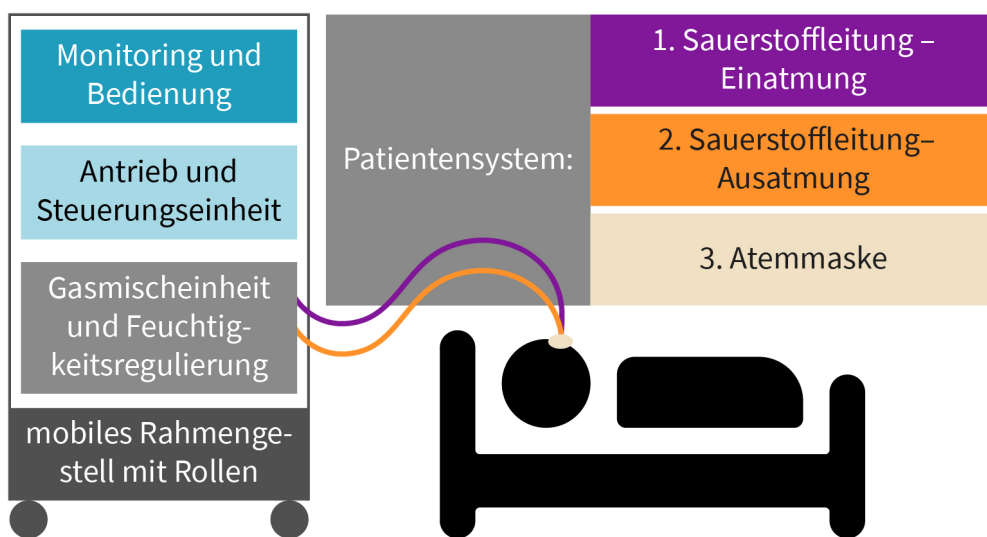 Monitoring und
Bedienung
Antrieb und
Steuerungseinheit
Gasmischeinheit
und Feuchtig-
keitsregulierung
mobiles Rahmenge-
stell mit Rollen
Patientensystem:
1. Sauerstoffleitung –
Einatmung
2. Sauerstoffleitung–
Ausatmung
3. Atemmaske